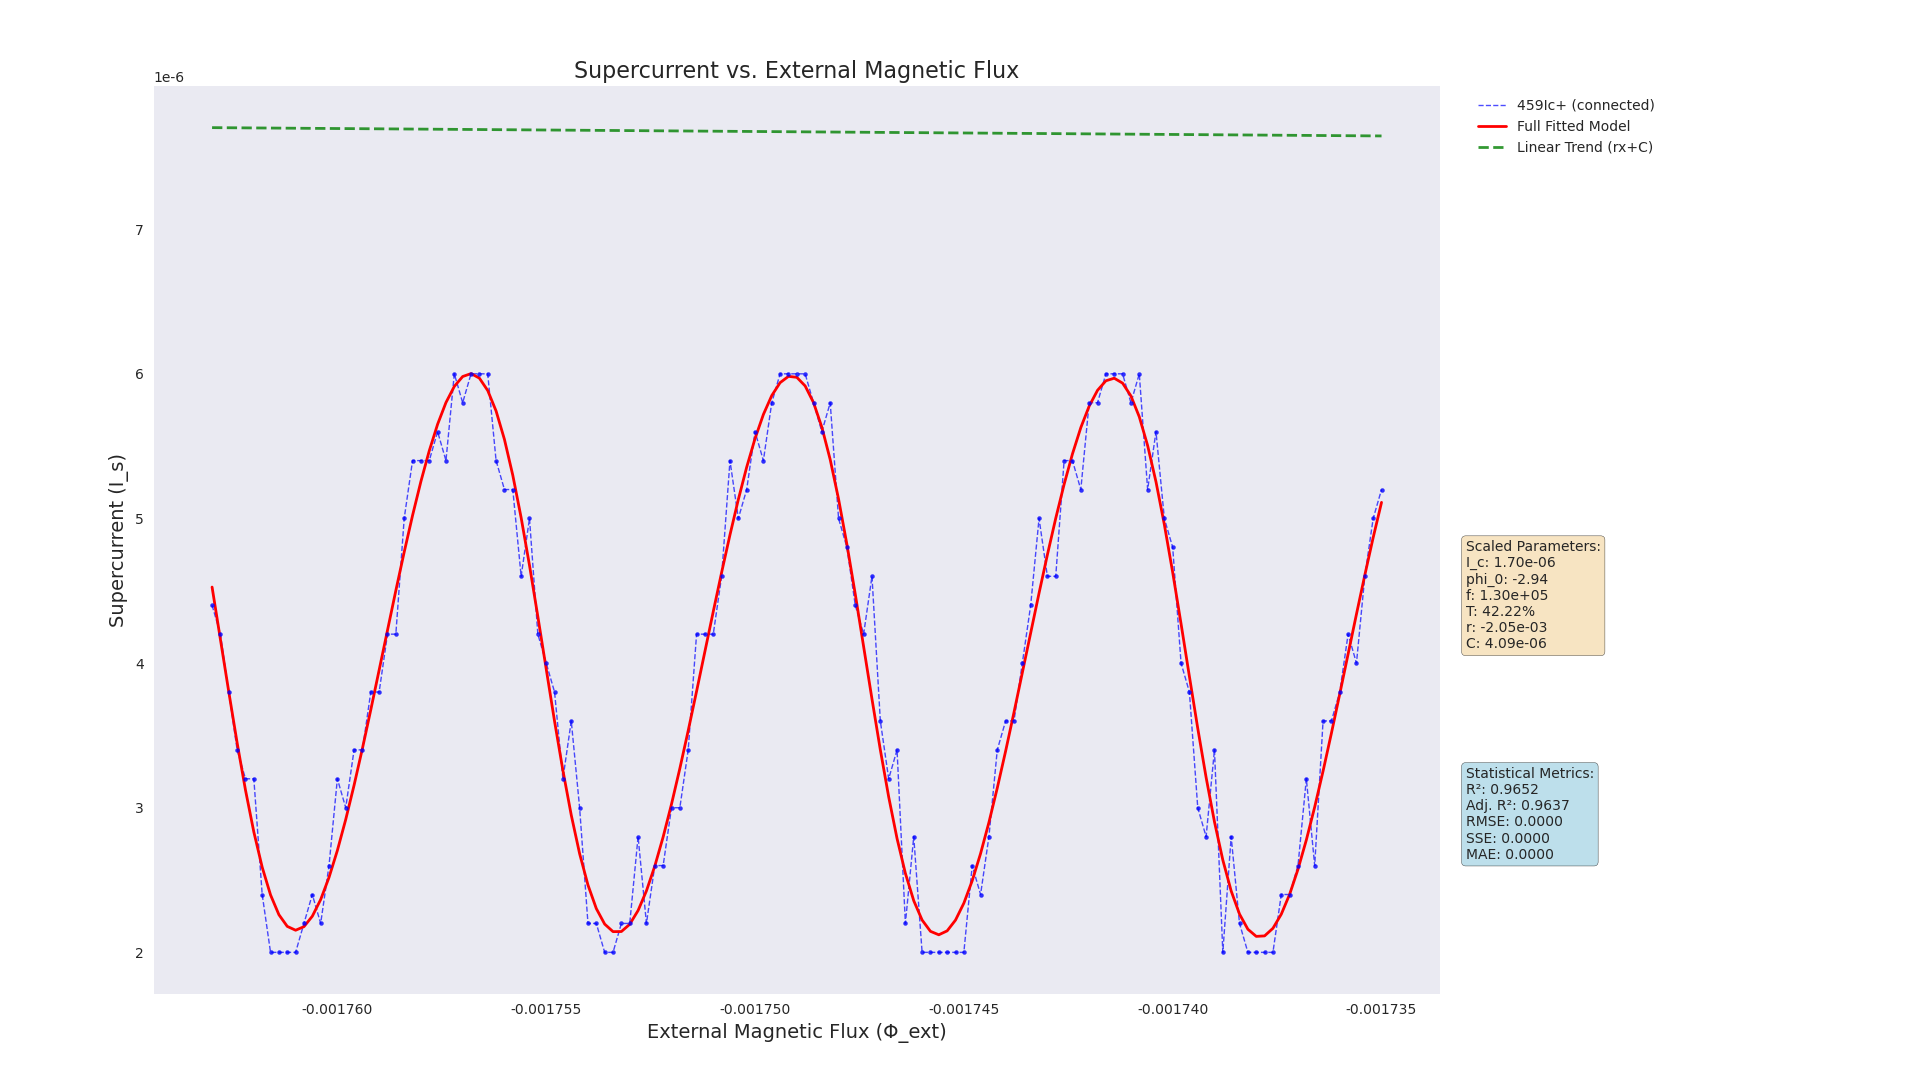 Supercurrent vs. External Magnetic Flux
1e-6
7
6
5
4
3
2
Supercurrent (I_s)
-0.001760
-0.001755
-0.001750
-0.001745
-0.001740
-0.001735
External Magnetic Flux (Φ_ext)
459Ic+ (connected)
Full Fitted Model
Linear Trend (rx+C)
Scaled Parameters:
I_c: 1.70e-06
phi_0: -2.94
f: 1.30e+05
T: 42.22%
r: -2.05e-03
C: 4.09e-06
Statistical Metrics:
R²: 0.9652
Adj. R²: 0.9637
RMSE: 0.0000
SSE: 0.0000
MAE: 0.0000